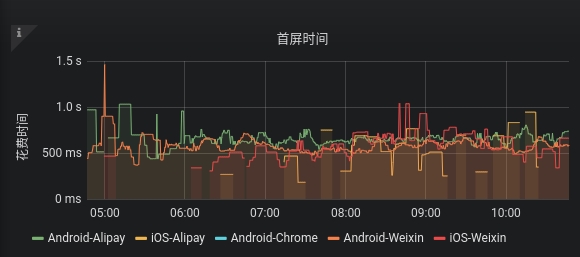 i
首屏时间
花费时间
1.5 s
1.0 s
500 ms
0 ms
05:00 06:00 07:00 08:00 09:00 10:00
Android-Alipay iOS-Alipay Android-Chrome Android-Weixin iOS-Weixin